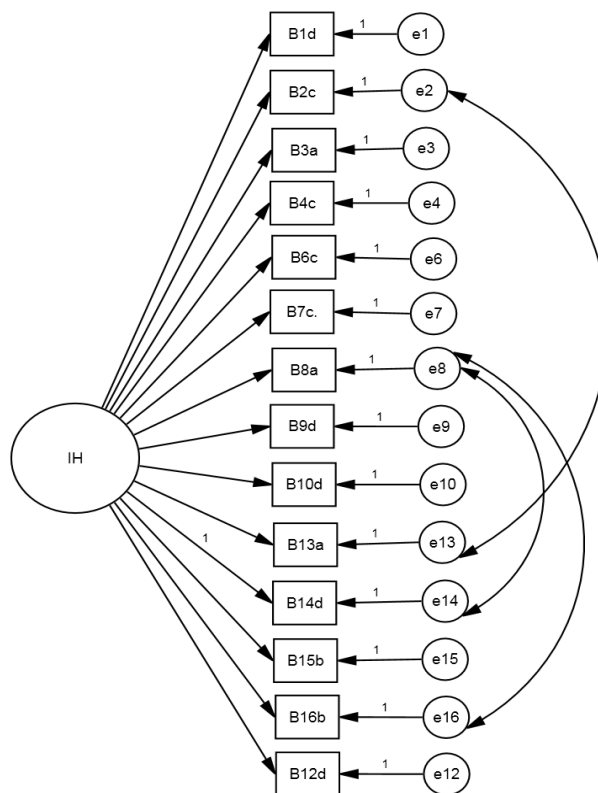 B1d 1 e1
B2c 1 e2
B3a 1 e3
B4c 1 e4
B6c 1 e6
B7c. 1 e7
B8a 1 e8
B9d 1 e9
IH
B10d 1 e10
B13a 1 e13
1
B14d 1 e14
B15b 1 e15
B16b 1 e16
B12d 1 e12